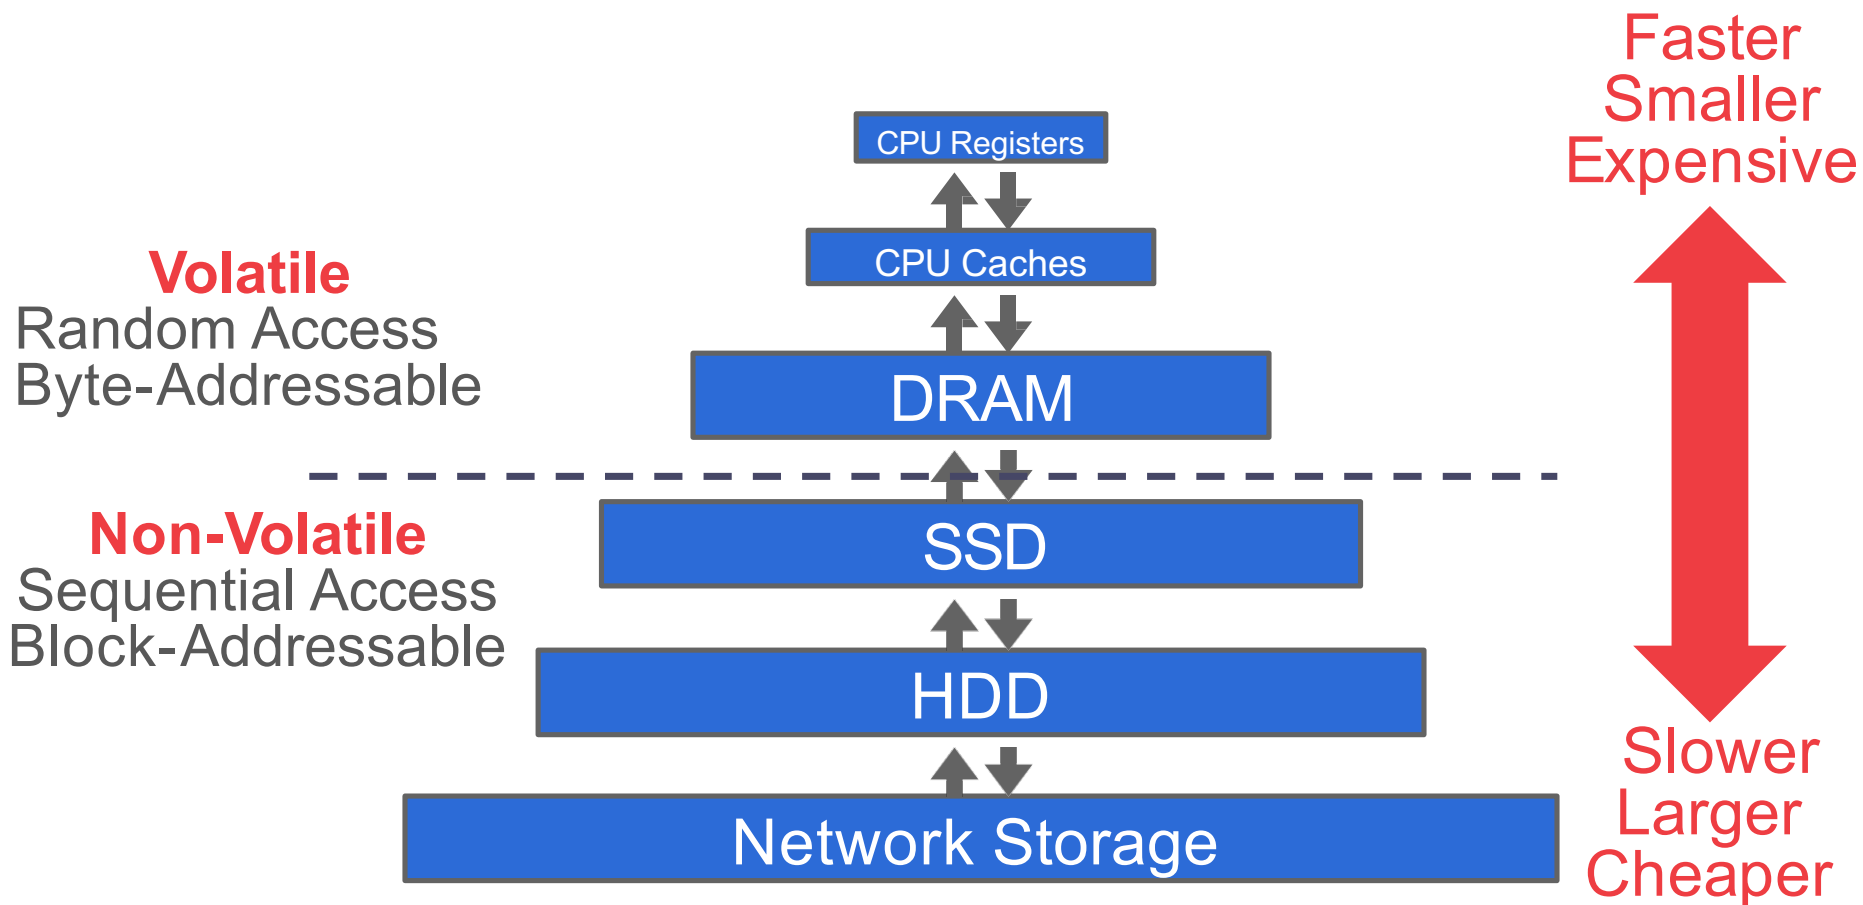 Faster
Smaller
Expensive
CPU Registers
CPU Caches
Volatile
Random Access
Byte-Addressable
DRAM
Non-Volatile
Sequential Access
Block-Addressable
SSD
HDD
Network Storage
Slower
Larger
Cheaper